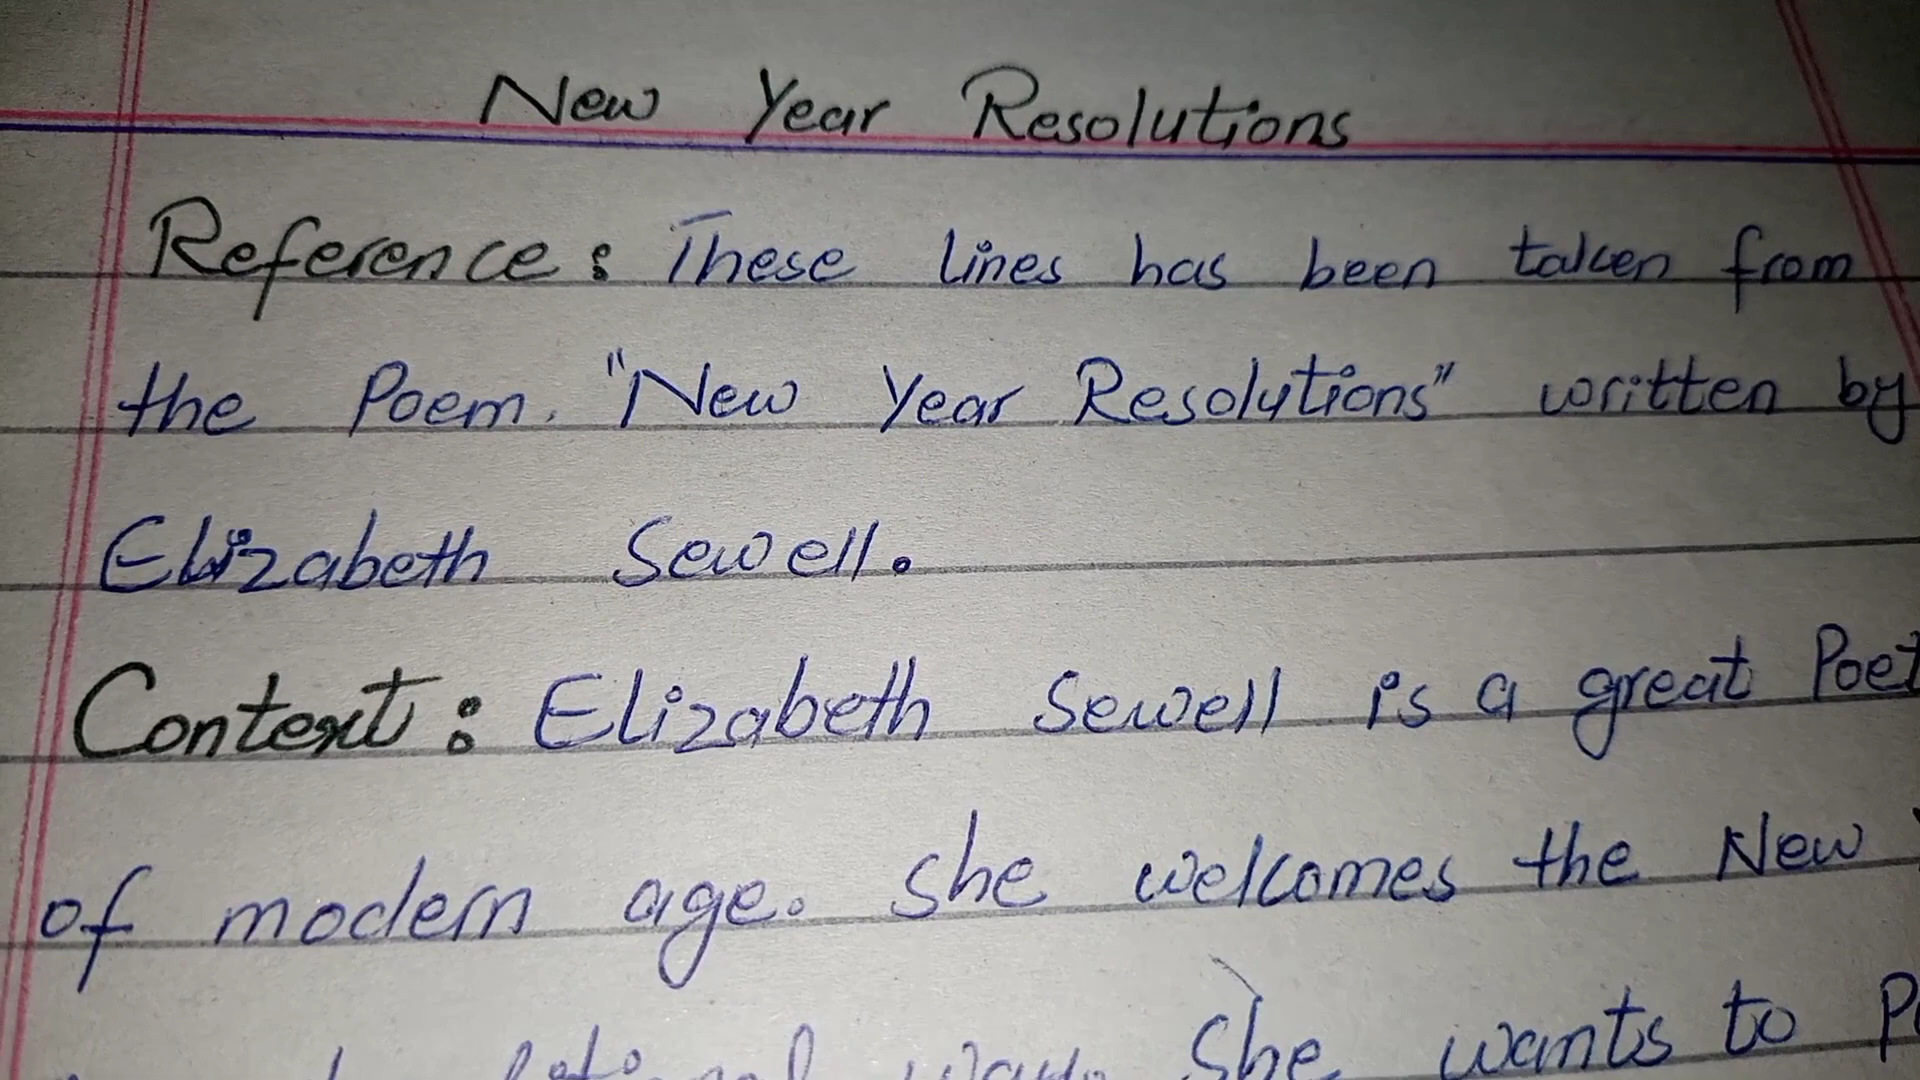 New Year Resolutions
Reference: These lines has been taken from
the Poem. "New Year Resolutions" written by
Elizabeth Sewell.
Context: Elizabeth Sewell is a great Poet
of modern age. She welcomes the New
She wants to